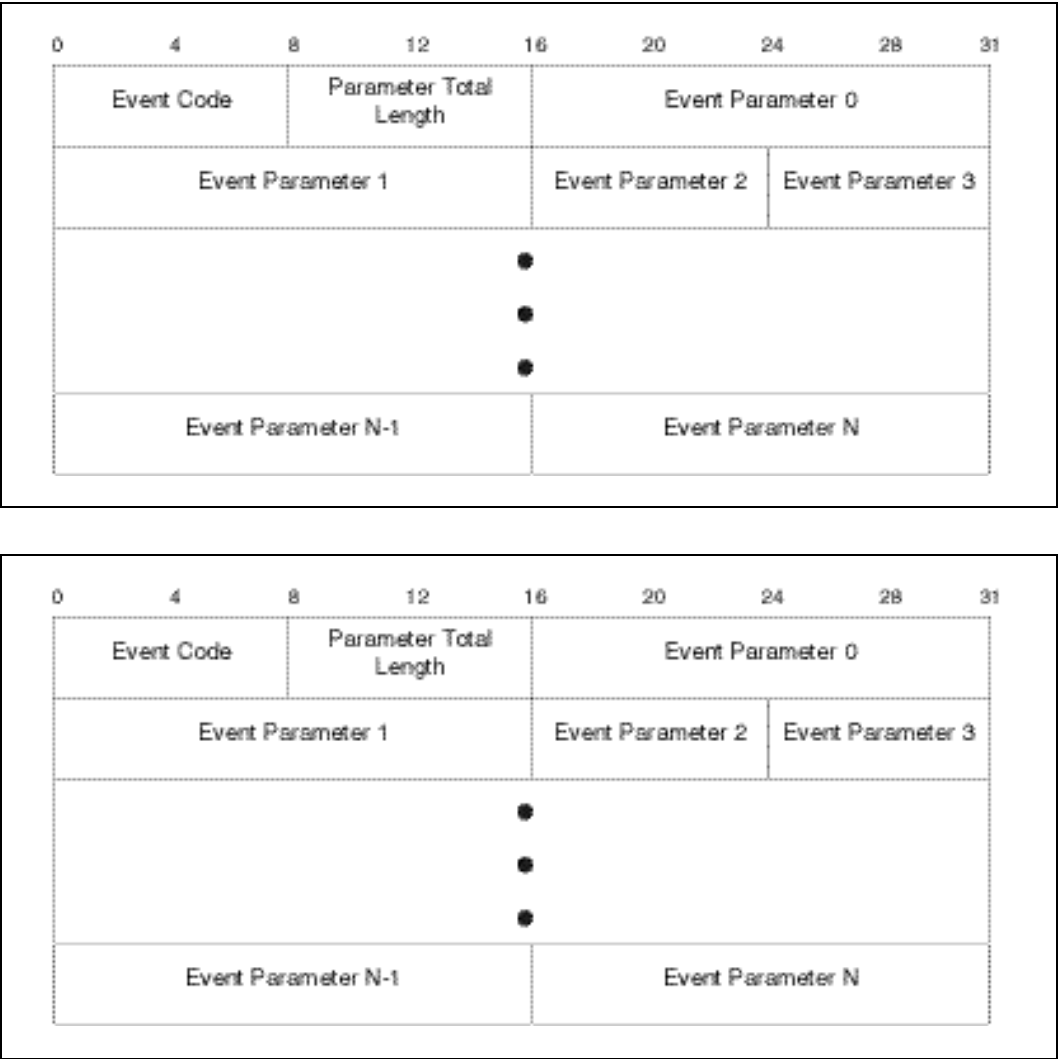 0 4 8 12 16 20 24 28 31
Event Code
Parameter Total
Length
Event Parameter 0
Event Parameter 1
Event Parameter 2
Event Parameter 3
Event Parameter N-1
Event Parameter N
0 4 8 12 16 20 24 28 31
Event Code
Parameter Total
Length
Event Parameter 0
Event Parameter 1
Event Parameter 2
Event Parameter 3
Event Parameter N-1
Event Parameter N